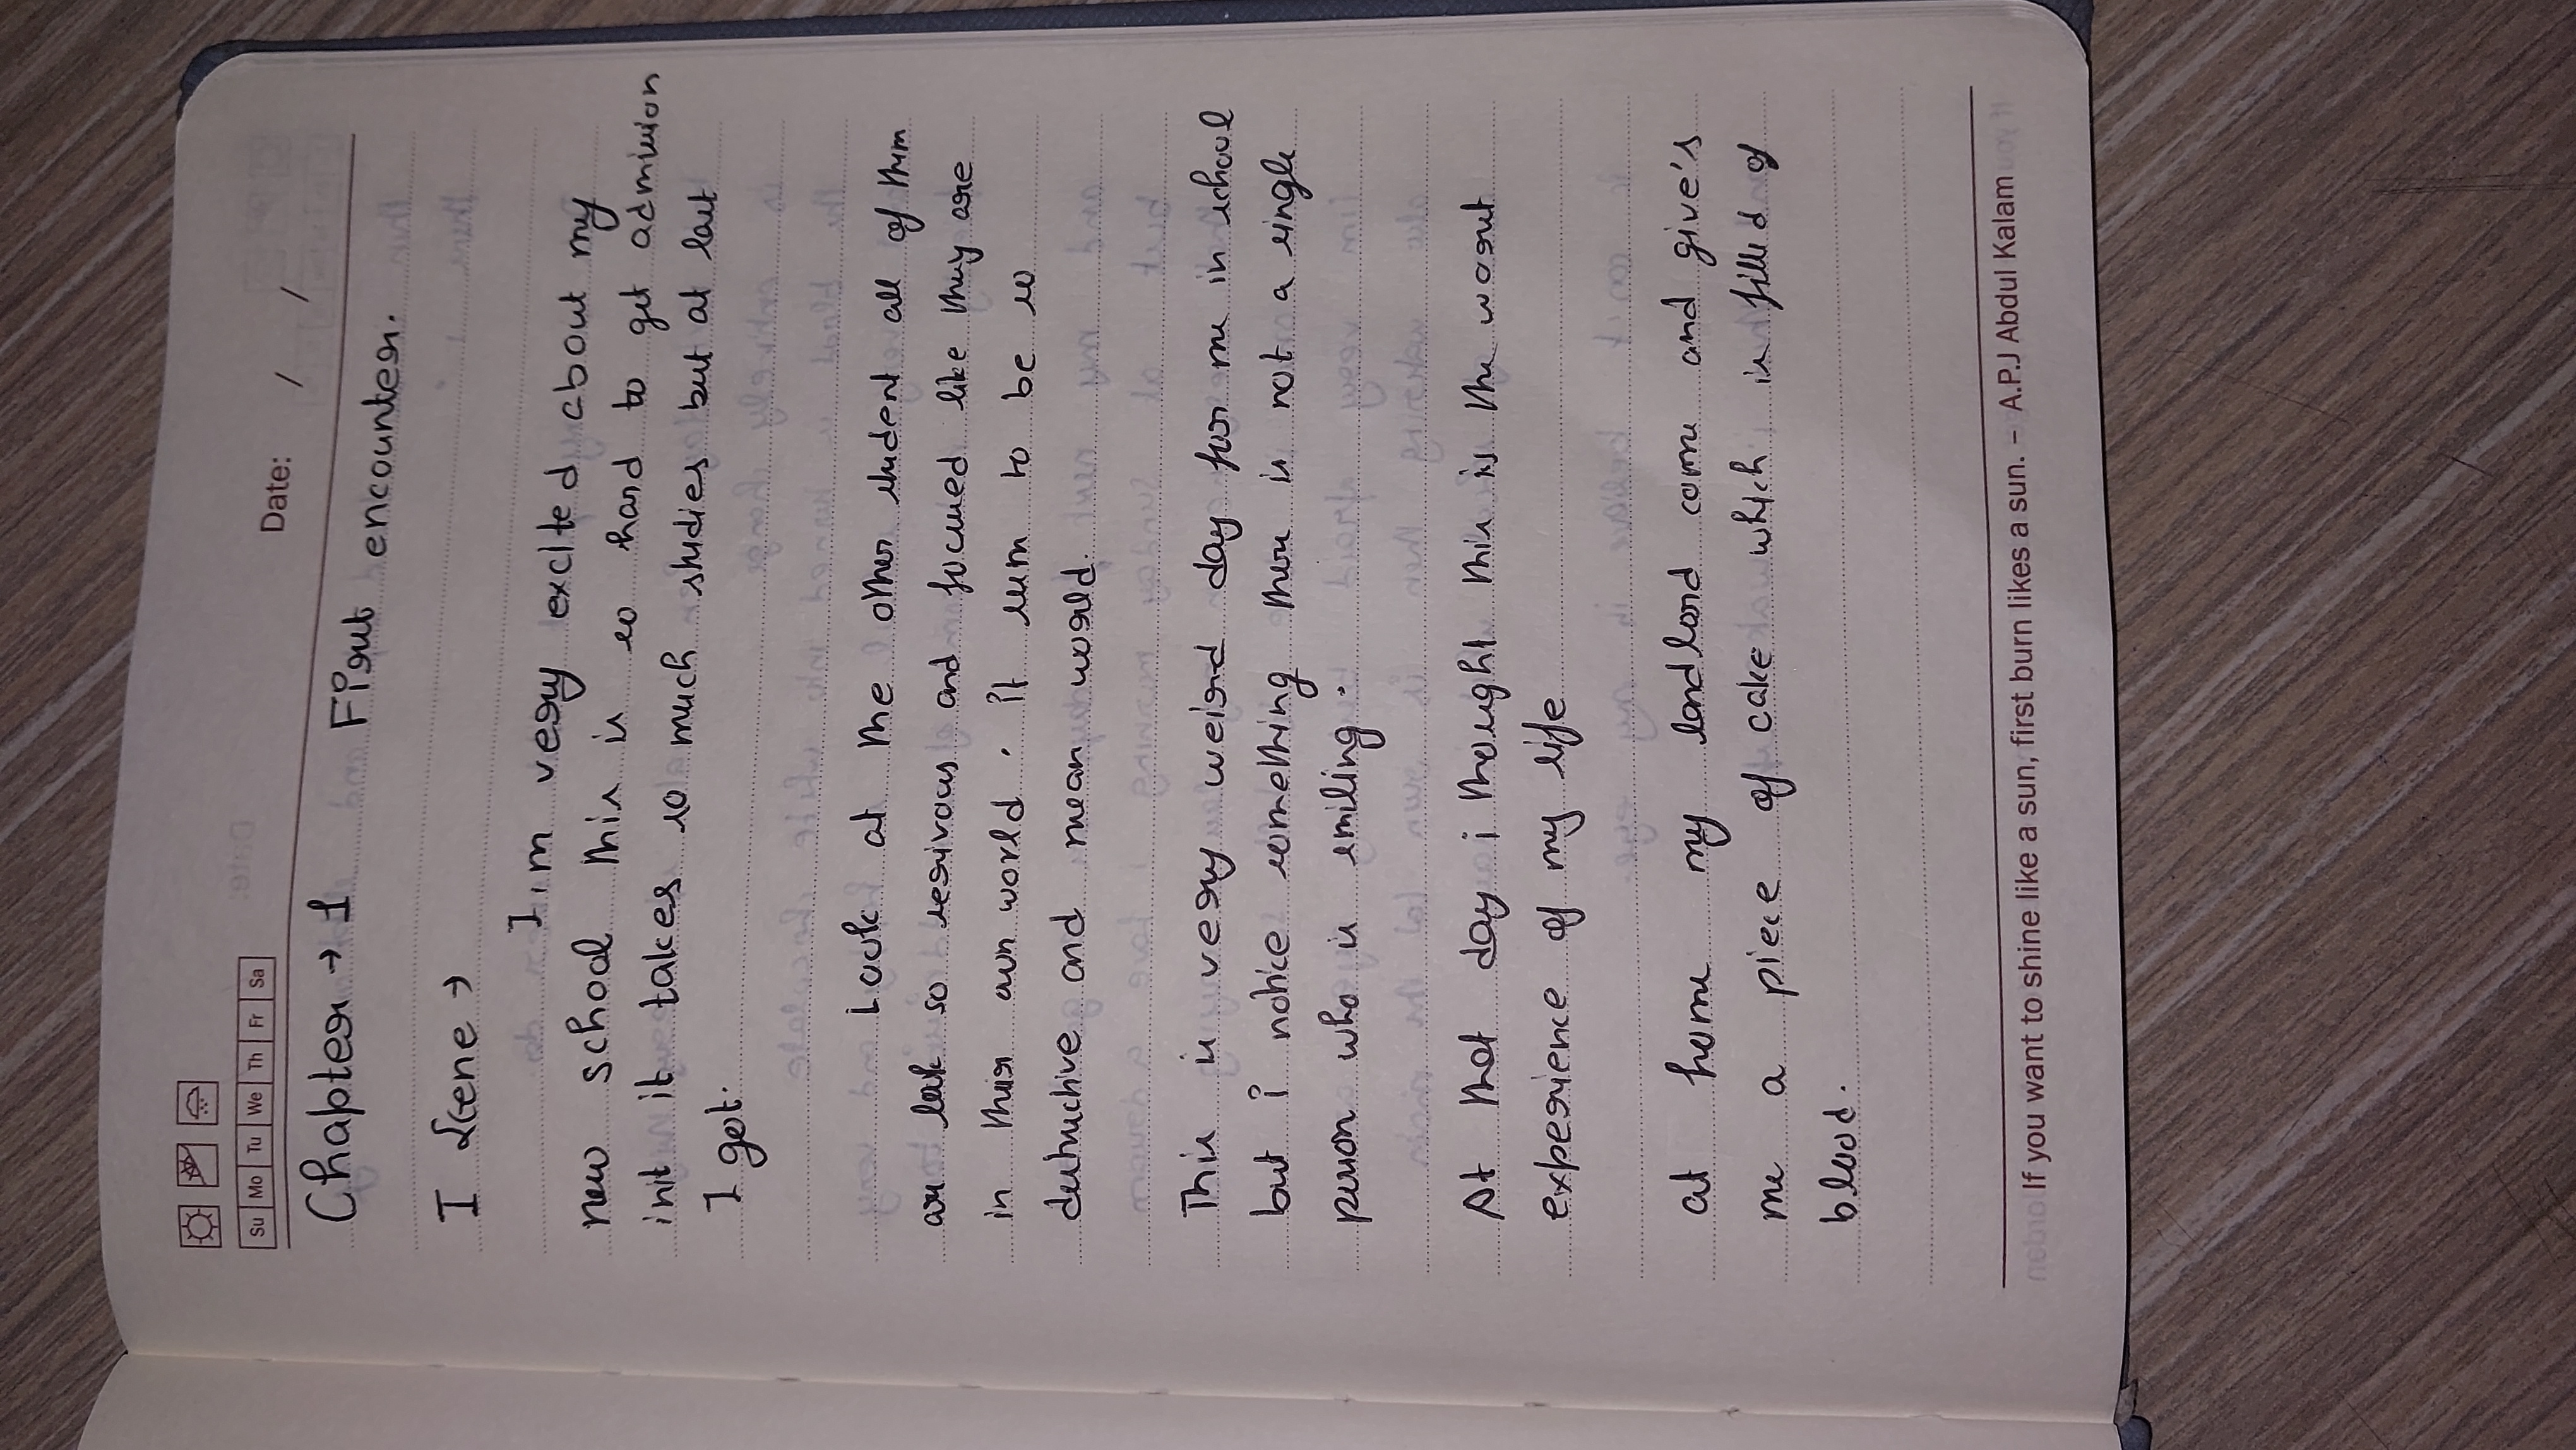 Su Mo Tu We Th Fr Sa
Date: / /
Chapter → 1 First encounter.
I Scene →
I,m very excited about my
new school this is so hard to get admission
init it takes so much studies but at last
I got.
Look at the other student all of them
are look so and focused like they are
in their own world . it seem to be so
destructive and mean world.
This is very weird day for me in school
but i notice something there is not a single
person who is smiling .
At that day i thought this is the worst
experience of my life
at home my landlord come and give's
me a piece of cake which is filled of
blood.
If you want to shine like a sun, first burn likes a sun. – A.P.J Abdul Kalam